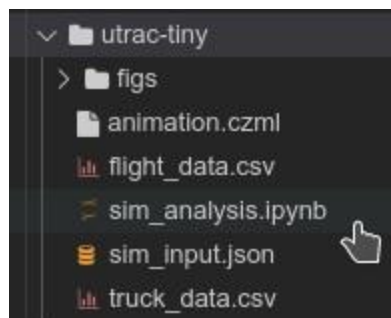 utrac-tiny
figs
animation.czml
flight_data.csv
sim_analysis.ipynb
sim_input.json
truck_data.csv